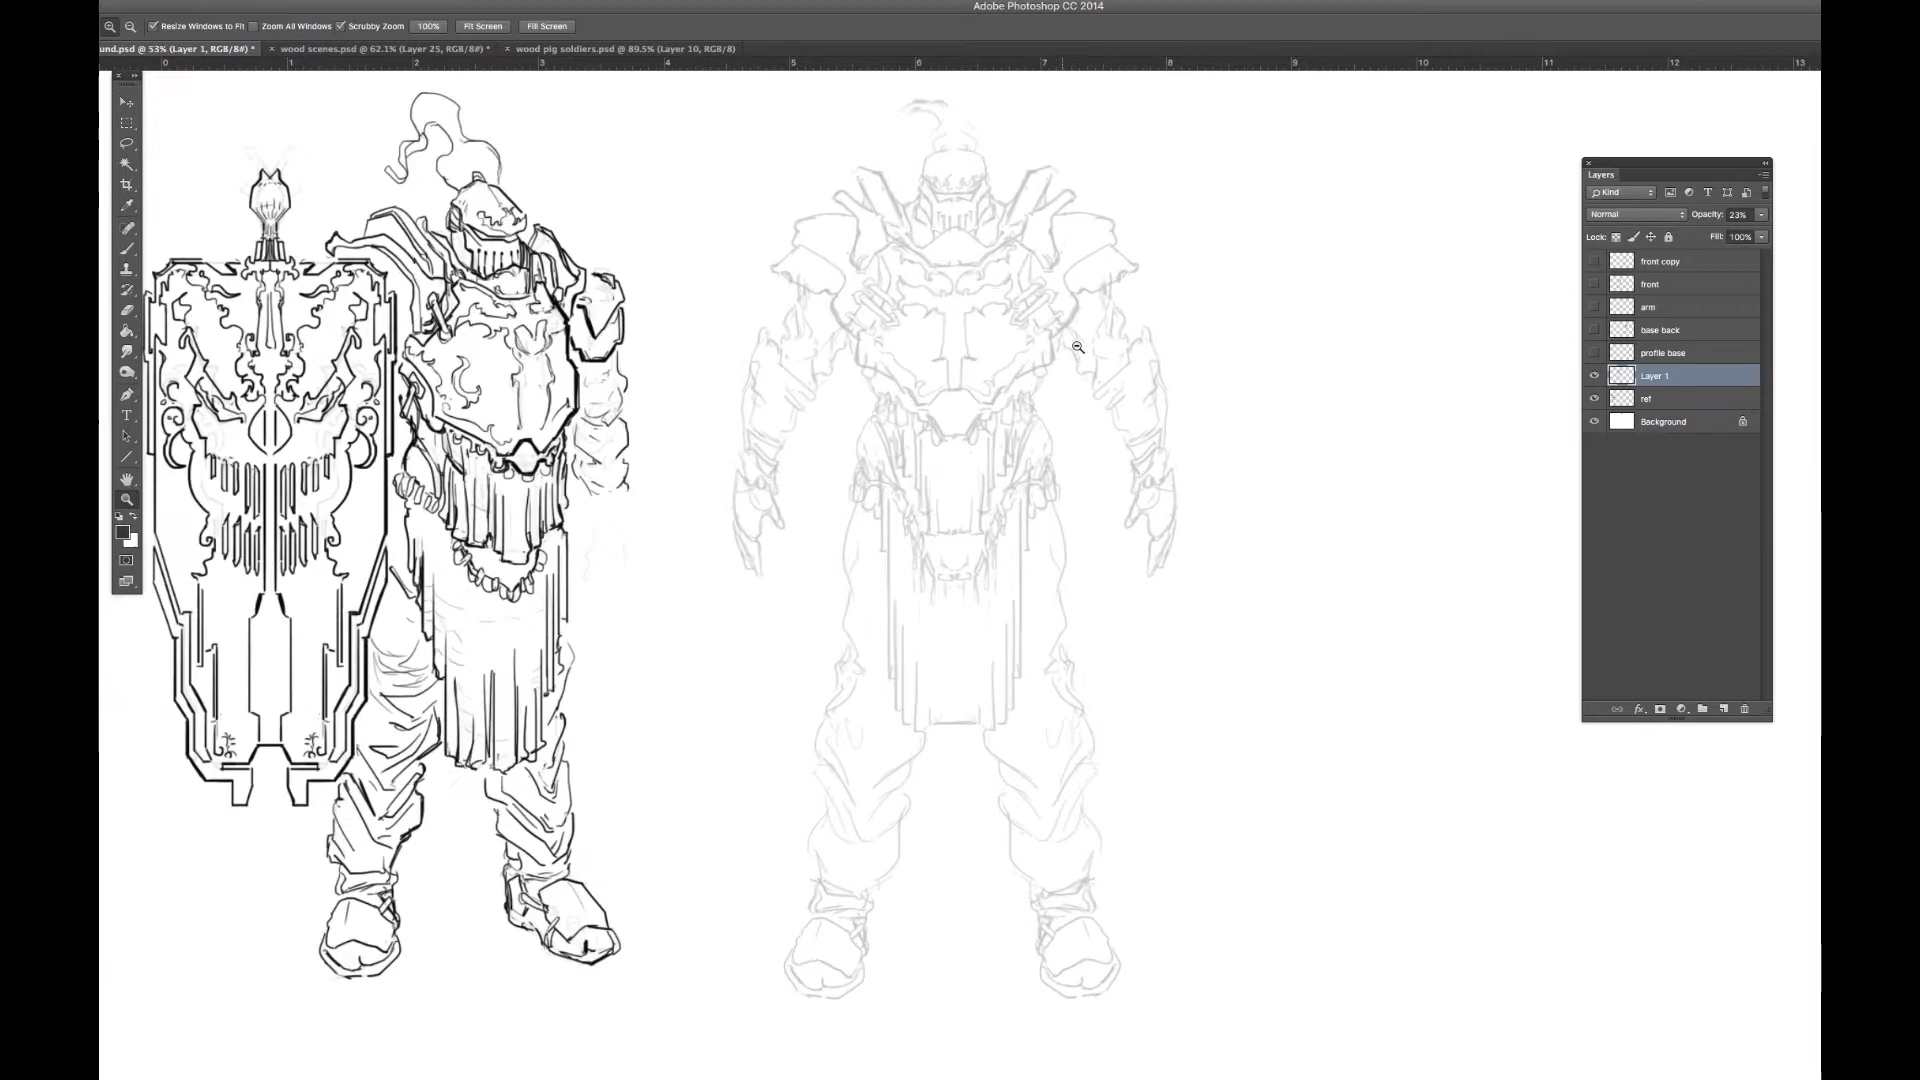 Adobe Photoshop CC 2014
Resize Windows to Fit Zoom All Windows Scrubby Zoom 100% Fit Screen Fill Screen
und.psd @ 53% (Layer 1, RGB/8#) * × wood scenes.psd @ 62.1% (Layer 25, RGB/8#) * × wood pig soldiers.psd @ 89.5% (Layer 10, RGB/8)
0 1 2 3 4 5 6 7 8 9 10 11 12 13
Layers
Kind
Normal Opacity: 23%
Lock: Fill: 100%
front copy
front
arm
base back
profile base
Layer 1
ref
Background
fx